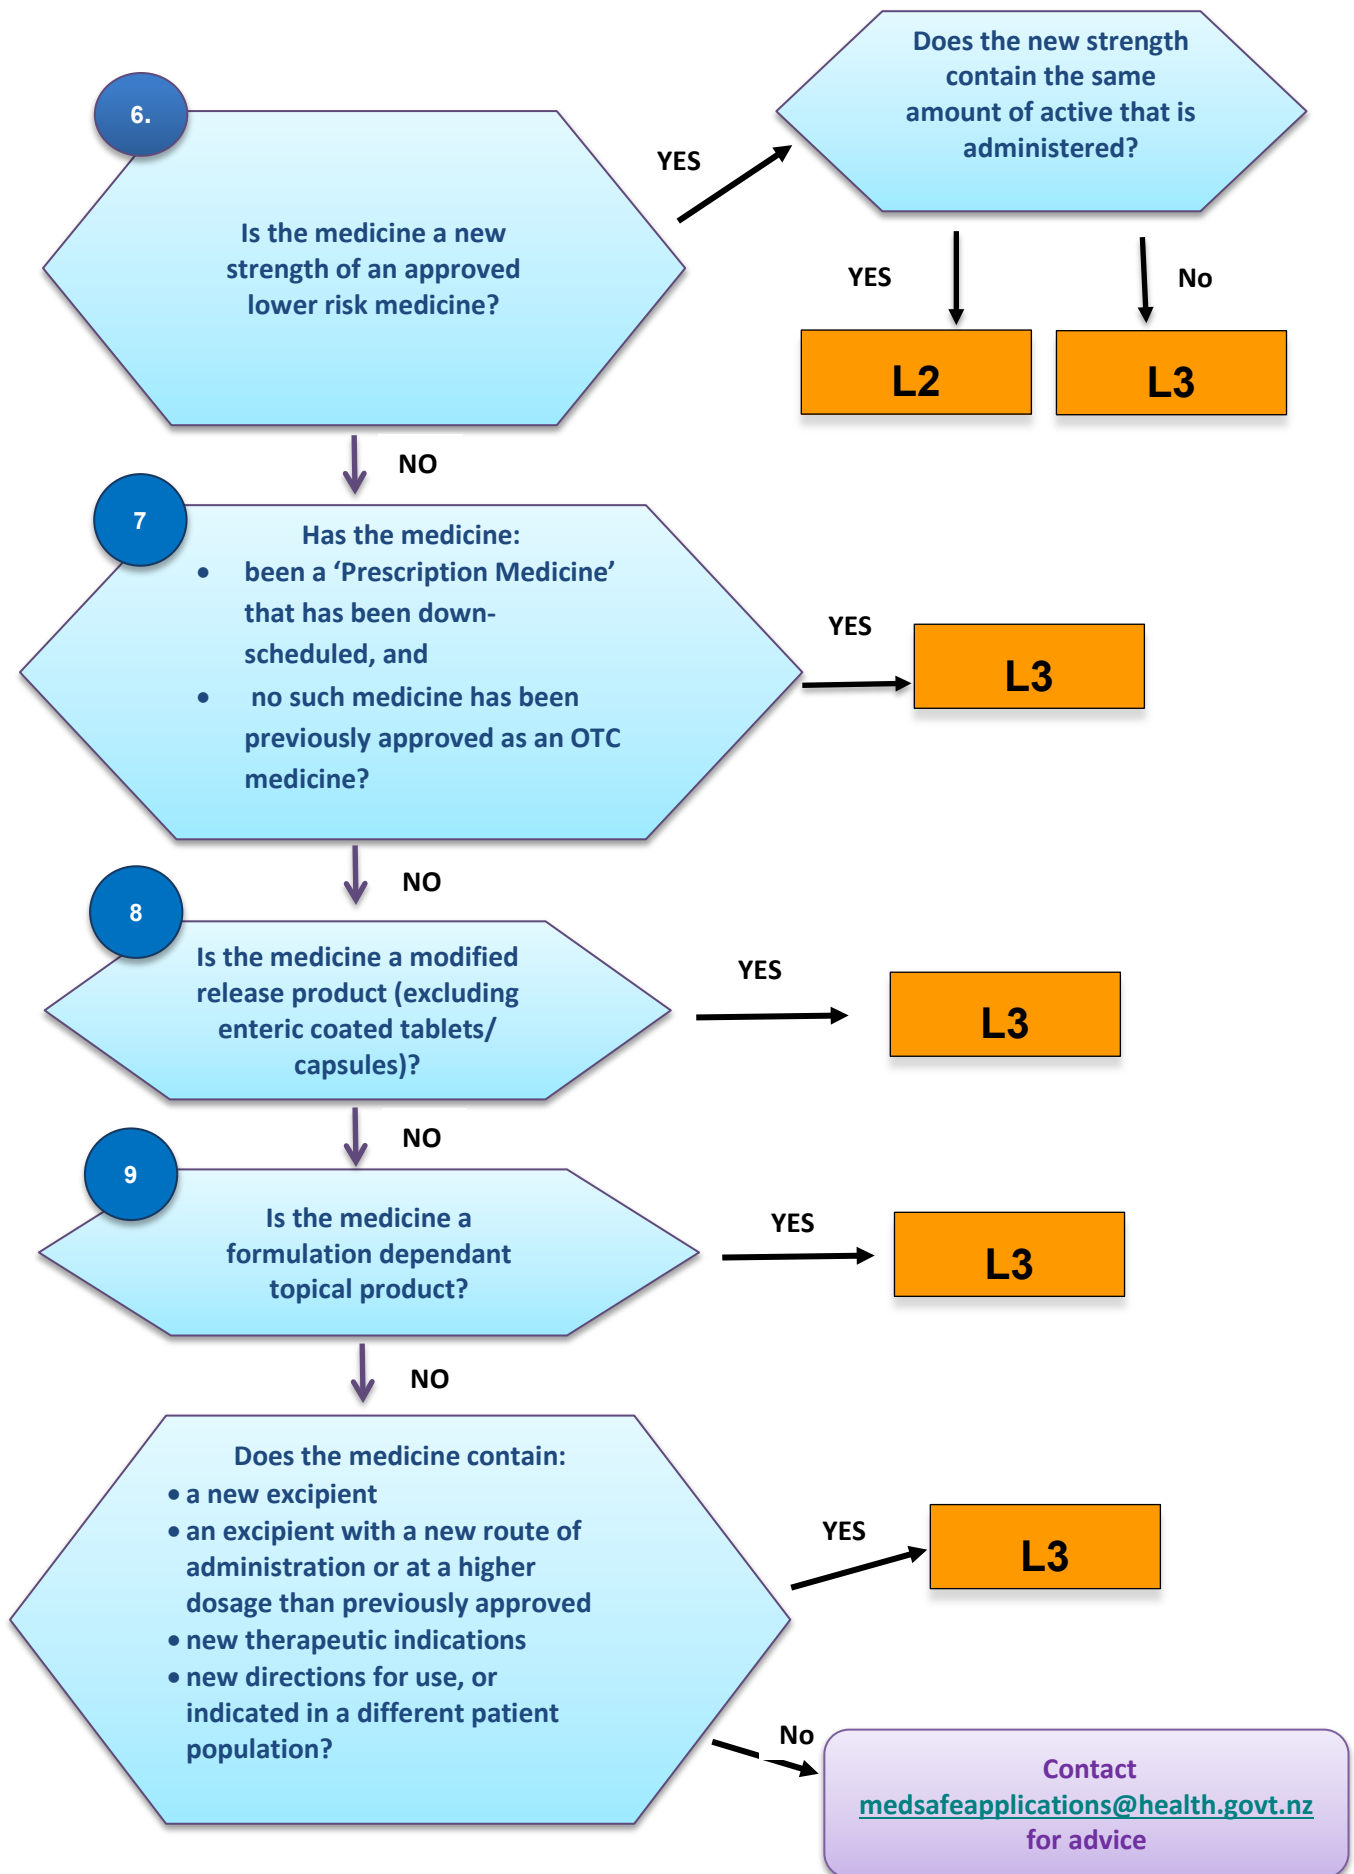 6.
Is the medicine a new
strength of an approved
lower risk medicine?
YES
Does the new strength
contain the same
amount of active that is
administered?
YES
No
L2
L3
NO
7
Has the medicine:
• been a ‘Prescription Medicine’
that has been down-
scheduled, and
• no such medicine has been
previously approved as an OTC
medicine?
YES
L3
NO
8
Is the medicine a modified
release product (excluding
enteric coated tablets/
capsules)?
YES
L3
NO
9
Is the medicine a
formulation dependant
topical product?
YES
L3
NO
Does the medicine contain:
• a new excipient
• an excipient with a new route of
administration or at a higher
dosage than previously approved
• new therapeutic indications
• new directions for use, or
indicated in a different patient
population?
YES
L3
No
Contact
medsafeapplications@health.govt.nz
for advice